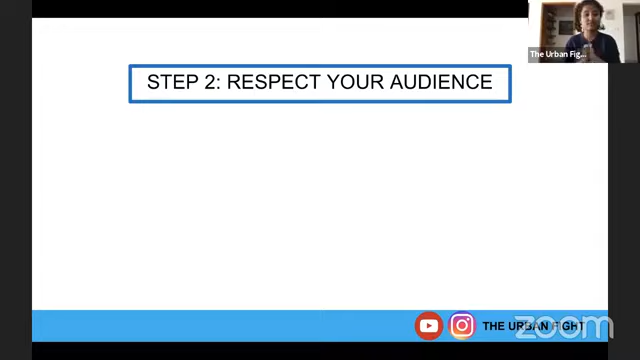 The Urban Fig...
STEP 2: RESPECT YOUR AUDIENCE
THE URBAN FIGHT
zoom